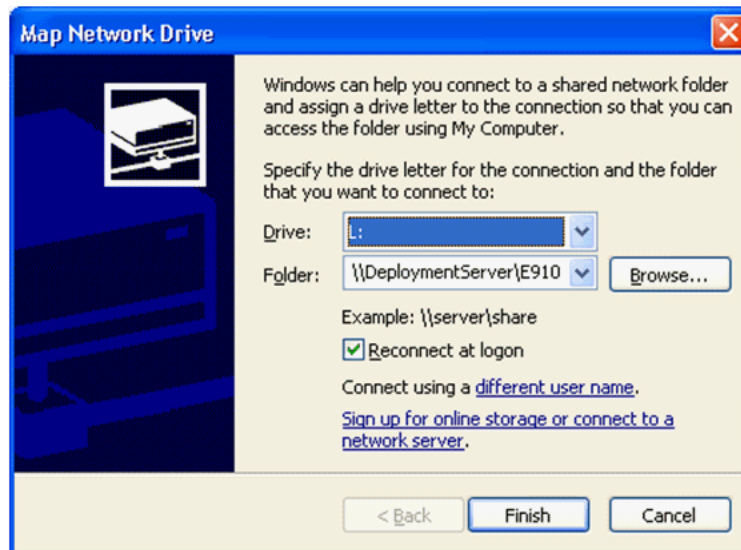 Map Network Drive
Windows can help you connect to a shared network folder
and assign a drive letter to the connection so that you can
access the folder using My Computer.
Specify the drive letter for the connection and the folder
that you want to connect to:
Drive: L:
Folder: \\DeploymentServer\E910 Browse...
Example: \\server\share
Reconnect at logon
Connect using a different user name.
Sign up for online storage or connect to a
network server.
< Back Finish Cancel